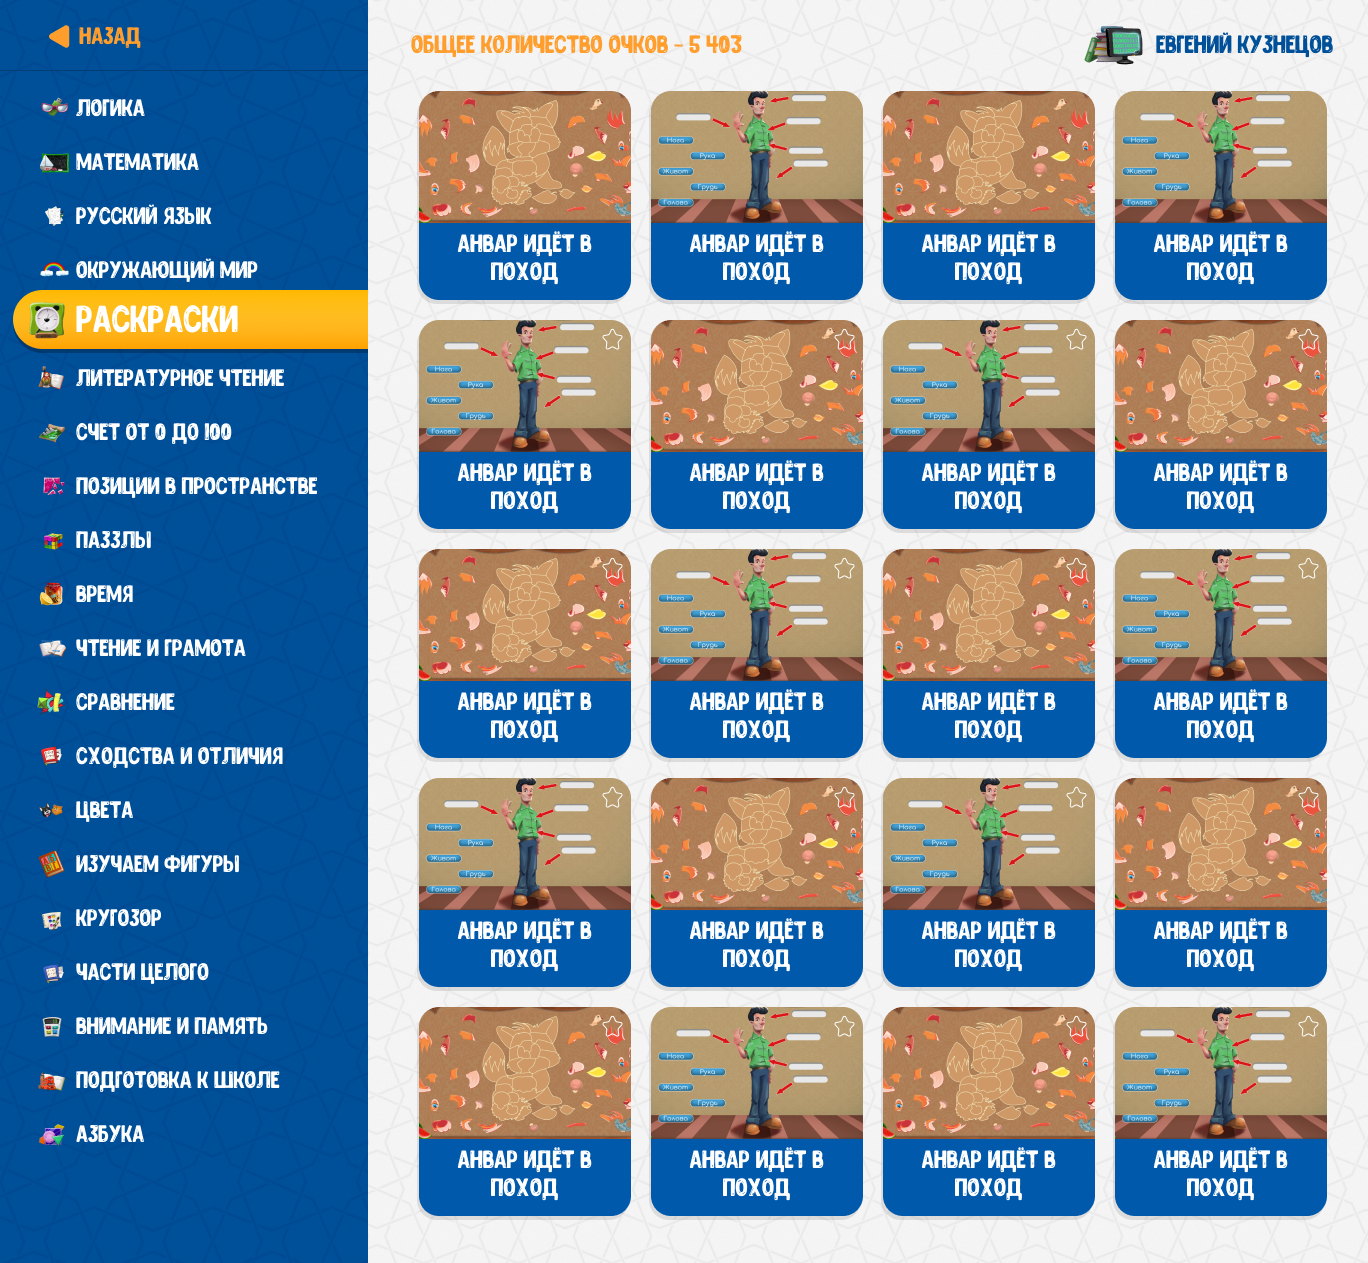 НАЗАД
ЛОГИКА
МАТЕМАТИКА
РУССКИЙ ЯЗЫК
ОКРУЖАЮЩИЙ МИР
РАСКРАСКИ
ЛИТЕРАТУРНОЕ ЧТЕНИЕ
СЧЕТ ОТ 0 ДО 100
ПОЗИЦИИ В ПРОСТРАНСТВЕ
ПАЗЗЛЫ
ВРЕМЯ
ЧТЕНИЕ И ГРАМОТА
СРАВНЕНИЕ
СХОДСТВА И ОТЛИЧИЯ
ЦВЕТА
ИЗУЧАЕМ ФИГУРЫ
КРУГОЗОР
ЧАСТИ ЦЕЛОГО
ВНИМАНИЕ И ПАМЯТЬ
ПОДГОТОВКА К ШКОЛЕ
АЗБУКА
ОБЩЕЕ КОЛИЧЕСТВО ОЧКОВ - 5 403
ЕВГЕНИЙ КУЗНЕЦОВ
АНВАР ИДЁТ В
ПОХОД
Нога
Рука
Живот
Грудь
Голова
АНВАР ИДЁТ В
ПОХОД
АНВАР ИДЁТ В
ПОХОД
Нога
Рука
Живот
Грудь
Голова
АНВАР ИДЁТ В
ПОХОД
Нога
Рука
Живот
Грудь
Голова
АНВАР ИДЁТ В
ПОХОД
АНВАР ИДЁТ В
ПОХОД
Нога
Рука
Живот
Грудь
Голова
АНВАР ИДЁТ В
ПОХОД
АНВАР ИДЁТ В
ПОХОД
АНВАР ИДЁТ В
ПОХОД
Нога
Рука
Живот
Грудь
Голова
АНВАР ИДЁТ В
ПОХОД
АНВАР ИДЁТ В
ПОХОД
Нога
Рука
Живот
Грудь
Голова
АНВАР ИДЁТ В
ПОХОД
Нога
Рука
Живот
Грудь
Голова
АНВАР ИДЁТ В
ПОХОД
АНВАР ИДЁТ В
ПОХОД
Нога
Рука
Живот
Грудь
Голова
АНВАР ИДЁТ В
ПОХОД
АНВАР ИДЁТ В
ПОХОД
АНВАР ИДЁТ В
ПОХОД
Нога
Рука
Живот
Грудь
Голова
АНВАР ИДЁТ В
ПОХОД
АНВАР ИДЁТ В
ПОХОД
Нога
Рука
Живот
Грудь
Голова
АНВАР ИДЁТ В
ПОХОД